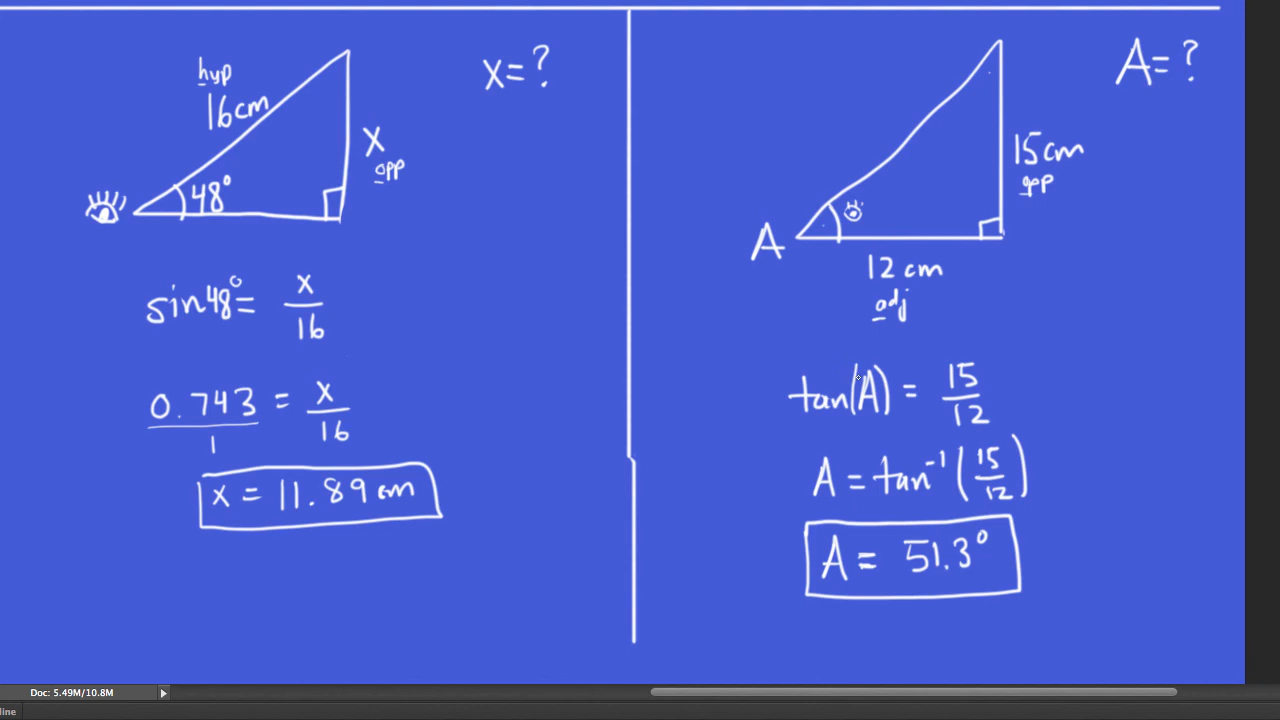 hyp
16cm
x
opp
48°
x=?
sin48°= x/16
0.743/1 = x/16
x = 11.89 cm
A=?
15cm
opp
A
12 cm
adj
tan(A) = 15/12
A = tan⁻¹(15/12)
A = 51.3°
Doc: 5.49M/10.8M
line